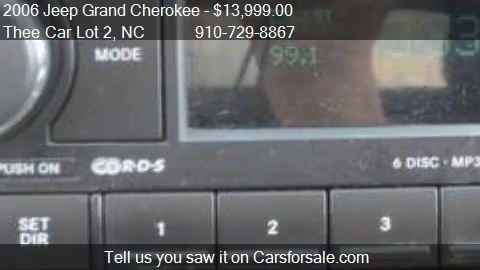 2006 Jeep Grand Cherokee - $13,999.00
Thee Car Lot 2, NC 910-729-8867
MODE
99.1
PUSH ON
CD R·D·S
6 DISC · MP3
SET
DIR
1
2
3
Tell us you saw it on Carsforsale.com